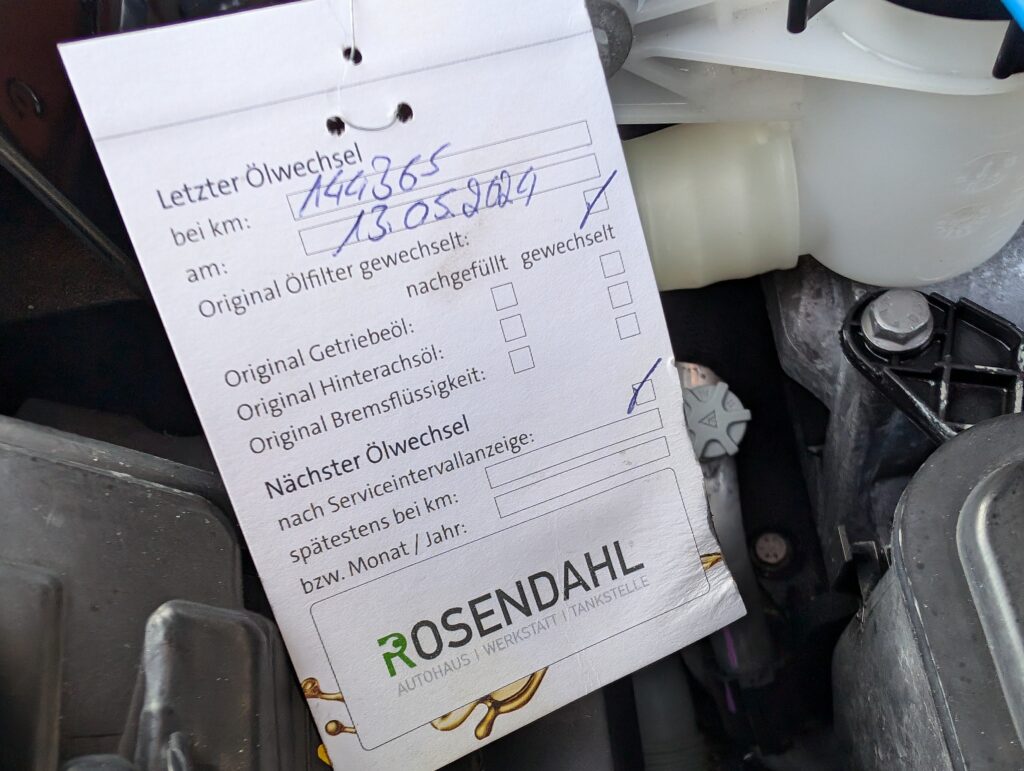 Letzter Ölwechsel
bei km: 144365
am: 13.05.2024
Original Ölfilter gewechselt:
nachgefüllt gewechselt
Original Getriebeöl:
Original Hinterachsöl:
Original Bremsflüssigkeit:
Nächster Ölwechsel
nach Serviceintervallanzeige:
spätestens bei km:
bzw. Monat / Jahr:
ROSENDAHL
AUTOHAUS | WERKSTATT | TANKSTELLE